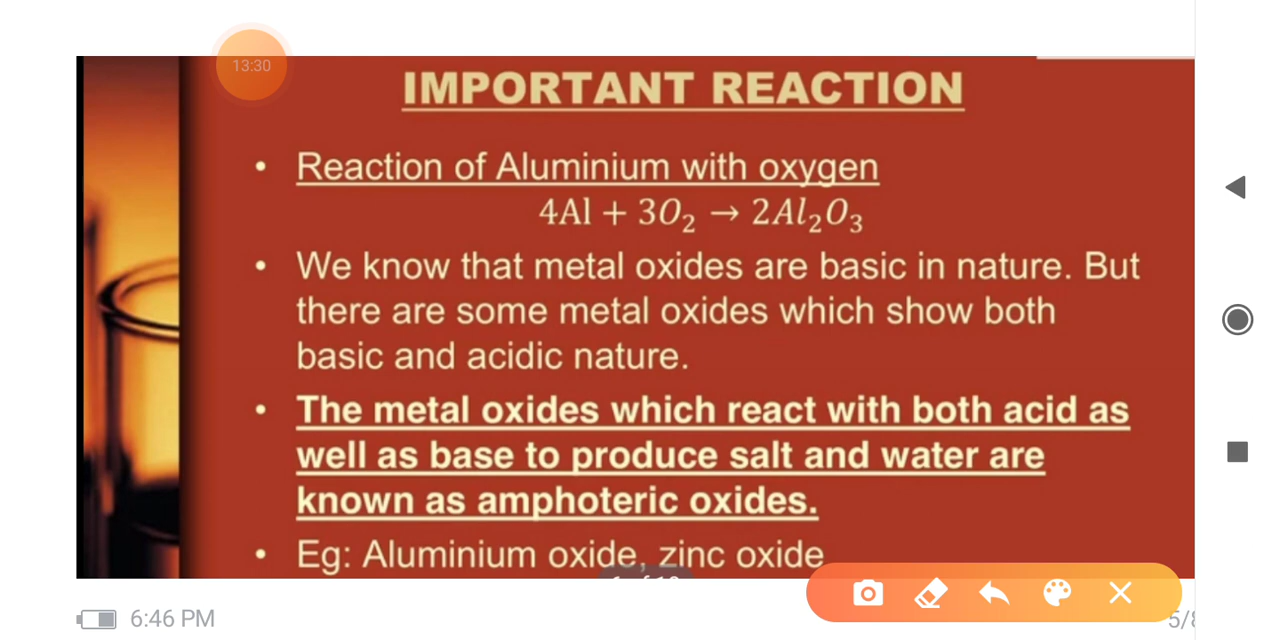 13:30
IMPORTANT REACTION
• Reaction of Aluminium with oxygen
4Al + 3O₂ → 2Al₂O₃
• We know that metal oxides are basic in nature. But
there are some metal oxides which show both
basic and acidic nature.
• The metal oxides which react with both acid as
well as base to produce salt and water are
known as amphoteric oxides.
• Eg: Aluminium oxide, zinc oxide
6:46 PM